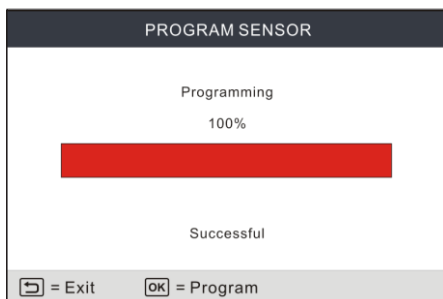 PROGRAM SENSOR
Programming
100%
Successful
= Exit OK = Program